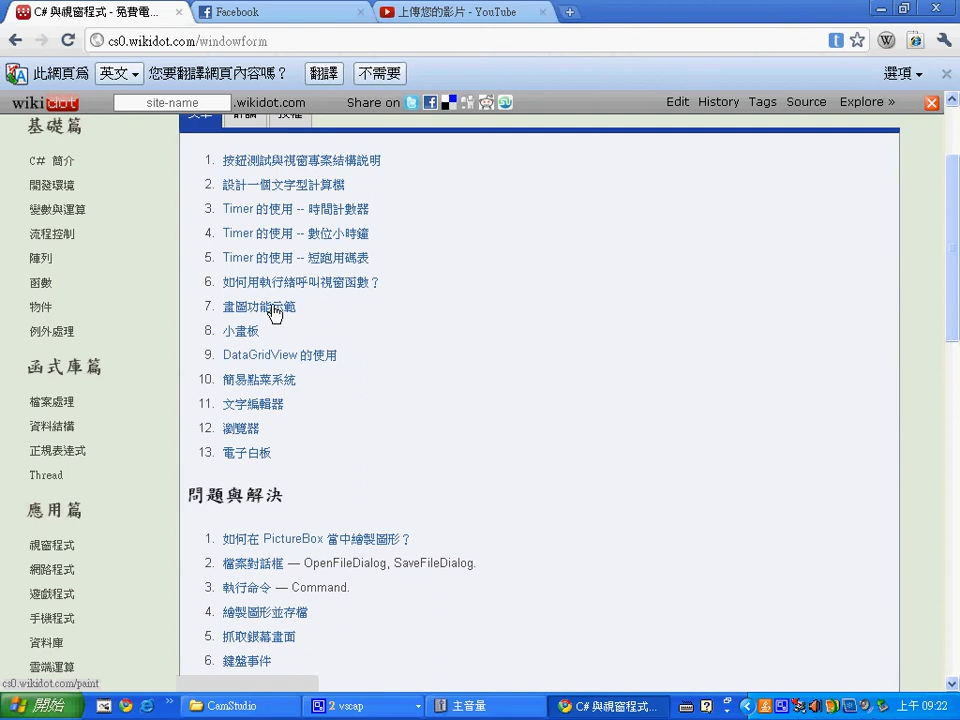 C# 與視窗程式 - 免費電...
Facebook
上傳您的影片 - YouTube
cs0.wikidot.com/windowform
此網頁為 英文 您要翻譯網頁內容嗎？ 翻譯 不需要 選項
wikidot site-name .wikidot.com Share on Edit History Tags Source Explore »
文章 討論 授權
基礎篇
C# 簡介
開發環境
變數與運算
流程控制
陣列
函數
物件
例外處理
函式庫篇
檔案處理
資料結構
正規表達式
Thread
應用篇
視窗程式
網路程式
遊戲程式
手機程式
資料庫
雲端運算
1. 按鈕測試與視窗專案結構說明
2. 設計一個文字型計算機
3. Timer 的使用 -- 時間計數器
4. Timer 的使用 -- 數位小時鐘
5. Timer 的使用 -- 短跑用碼表
6. 如何用執行緒呼叫視窗函數？
7. 畫圖功能示範
8. 小畫板
9. DataGridView 的使用
10. 簡易點菜系統
11. 文字編輯器
12. 瀏覽器
13. 電子白板
問題與解決
1. 如何在 PictureBox 當中繪製圖形？
2. 檔案對話框 — OpenFileDialog, SaveFileDialog.
3. 執行命令 — Command.
4. 繪製圖形並存檔
5. 抓取銀幕畫面
6. 鍵盤事件
cs0.wikidot.com/paint
開始
CamStudio
2 vscap
主音量
C# 與視窗程式...
上午 09:22